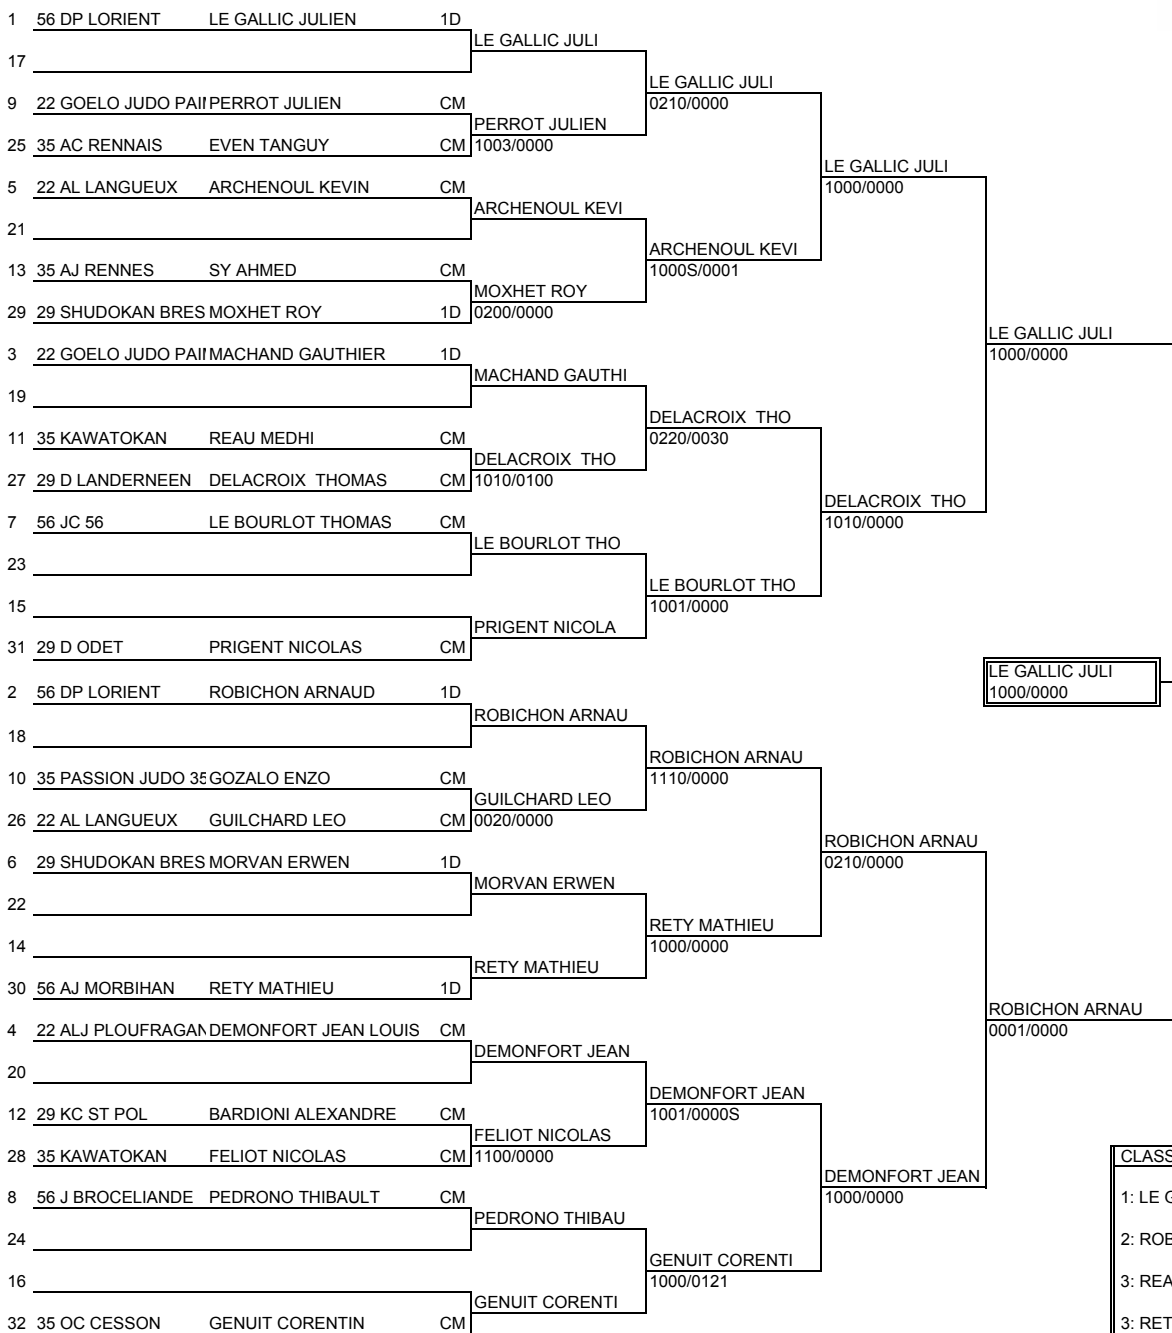 1 56 DP LORIENT LE GALLIC JULIEN 1D
LE GALLIC JULI
17
LE GALLIC JULI
0210/0000
9 22 GOELO JUDO PAI PERROT JULIEN CM
PERROT JULIEN
1003/0000
25 35 AC RENNAIS EVEN TANGUY CM
LE GALLIC JULI
1000/0000
5 22 AL LANGUEUX ARCHENOUL KEVIN CM
ARCHENOUL KEVI
21
ARCHENOUL KEVI
1000S/0001
13 35 AJ RENNES SY AHMED CM
MOXHET ROY
0200/0000
29 29 SHUDOKAN BRES MOXHET ROY 1D
LE GALLIC JULI
1000/0000
3 22 GOELO JUDO PAI MACHAND GAUTHIER 1D
MACHAND GAUTHI
19
DELACROIX THO
0220/0030
11 35 KAWATOKAN REAU MEDHI CM
DELACROIX THO
1010/0100
27 29 D LANDERNEEN DELACROIX THOMAS CM
DELACROIX THO
1010/0000
7 56 JC 56 LE BOURLOT THOMAS CM
LE BOURLOT THO
23
LE BOURLOT THO
1001/0000
15
PRIGENT NICOLA
31 29 D ODET PRIGENT NICOLAS CM
LE GALLIC JULI
1000/0000
2 56 DP LORIENT ROBICHON ARNAUD 1D
ROBICHON ARNAU
18
ROBICHON ARNAU
1110/0000
10 35 PASSION JUDO 35 GOZALO ENZO CM
GUILCHARD LEO
0020/0000
26 22 AL LANGUEUX GUILCHARD LEO CM
ROBICHON ARNAU
0210/0000
6 29 SHUDOKAN BRES MORVAN ERWEN 1D
MORVAN ERWEN
22
RETY MATHIEU
1000/0000
14
RETY MATHIEU
30 56 AJ MORBIHAN RETY MATHIEU 1D
ROBICHON ARNAU
0001/0000
4 22 ALJ PLOUFRAGAN DEMONFORT JEAN LOUIS CM
DEMONFORT JEAN
20
DEMONFORT JEAN
1001/0000S
12 29 KC ST POL BARDIONI ALEXANDRE CM
FELIOT NICOLAS
1100/0000
28 35 KAWATOKAN FELIOT NICOLAS CM
CLASS
DEMONFORT JEAN
1000/0000
8 56 J BROCELIANDE PEDRONO THIBAULT CM
1: LE G
PEDRONO THIBAU
24
2: ROB
GENUIT CORENTI
1000/0121
16
3: REA
GENUIT CORENTI
32 35 OC CESSON GENUIT CORENTIN CM
3: RET